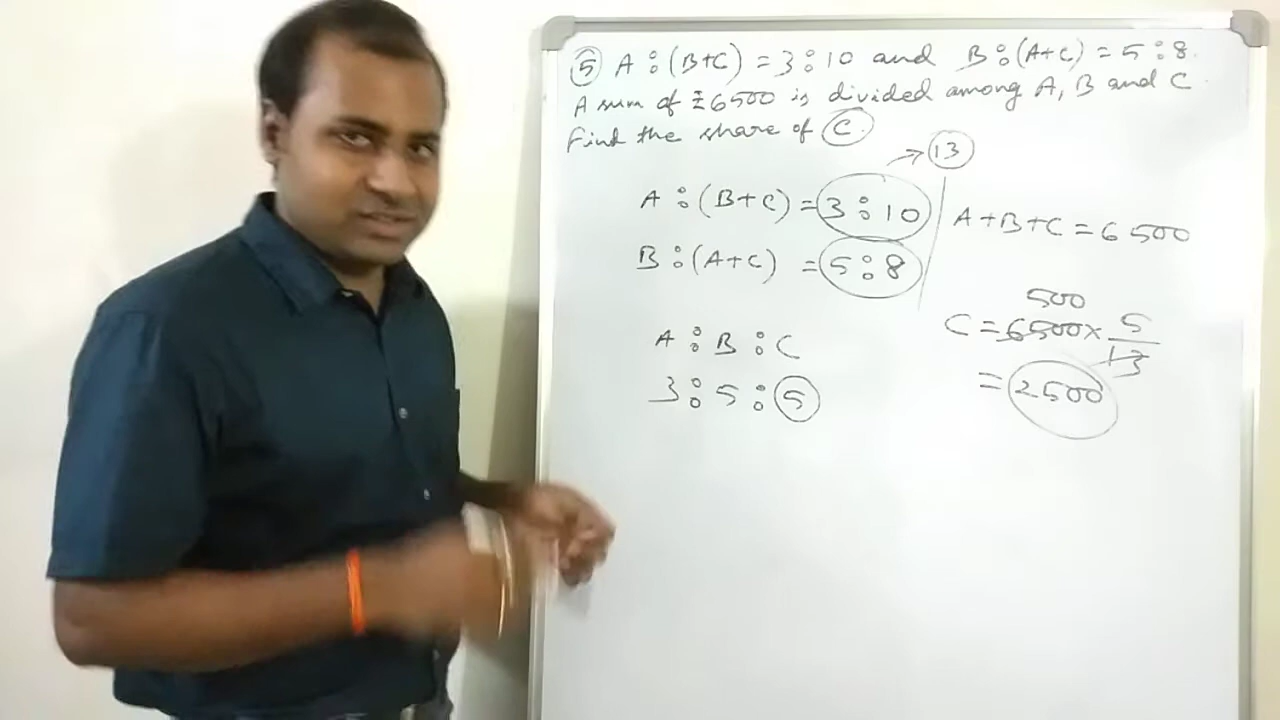 ⑤ A : (B+C) = 3 : 10 and B : (A+C) = 5 : 8.
A sum of ₹6500 is divided among A, B and C
Find the share of C.
→ 13
A : (B+C) = 3 : 10
B : (A+C) = 5 : 8
A : B : C
3 : 5 : 5
A+B+C = 6500
500
C = 6500 × 5/13
= 2500